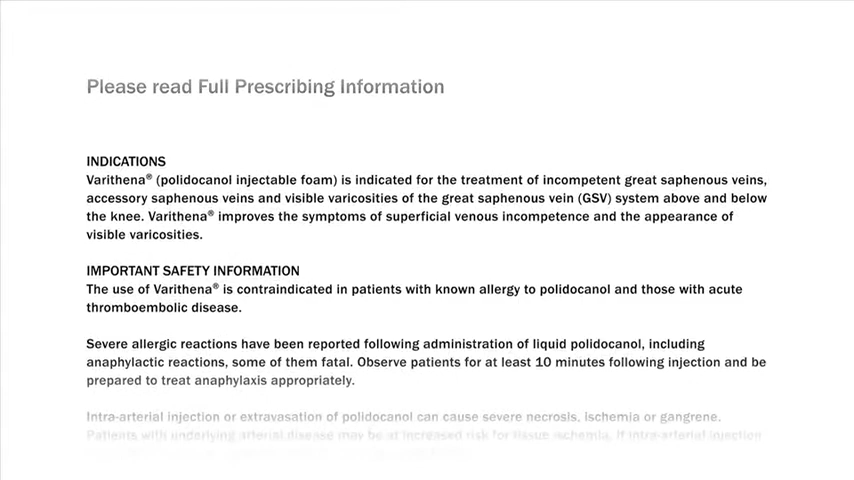 Please read Full Prescribing Information
INDICATIONS
Varithena® (polidocanol injectable foam) is indicated for the treatment of incompetent great saphenous veins,
accessory saphenous veins and visible varicosities of the great saphenous vein (GSV) system above and below
the knee. Varithena® improves the symptoms of superficial venous incompetence and the appearance of
visible varicosities.
IMPORTANT SAFETY INFORMATION
The use of Varithena® is contraindicated in patients with known allergy to polidocanol and those with acute
thromboembolic disease.
Severe allergic reactions have been reported following administration of liquid polidocanol, including
anaphylactic reactions, some of them fatal. Observe patients for at least 10 minutes following injection and be
prepared to treat anaphylaxis appropriately.
Intra-arterial injection or extravasation of polidocanol can cause severe necrosis, ischemia or gangrene.
Patients with underlying arterial disease may be at increased risk for tissue ischemia. If intra-arterial injection